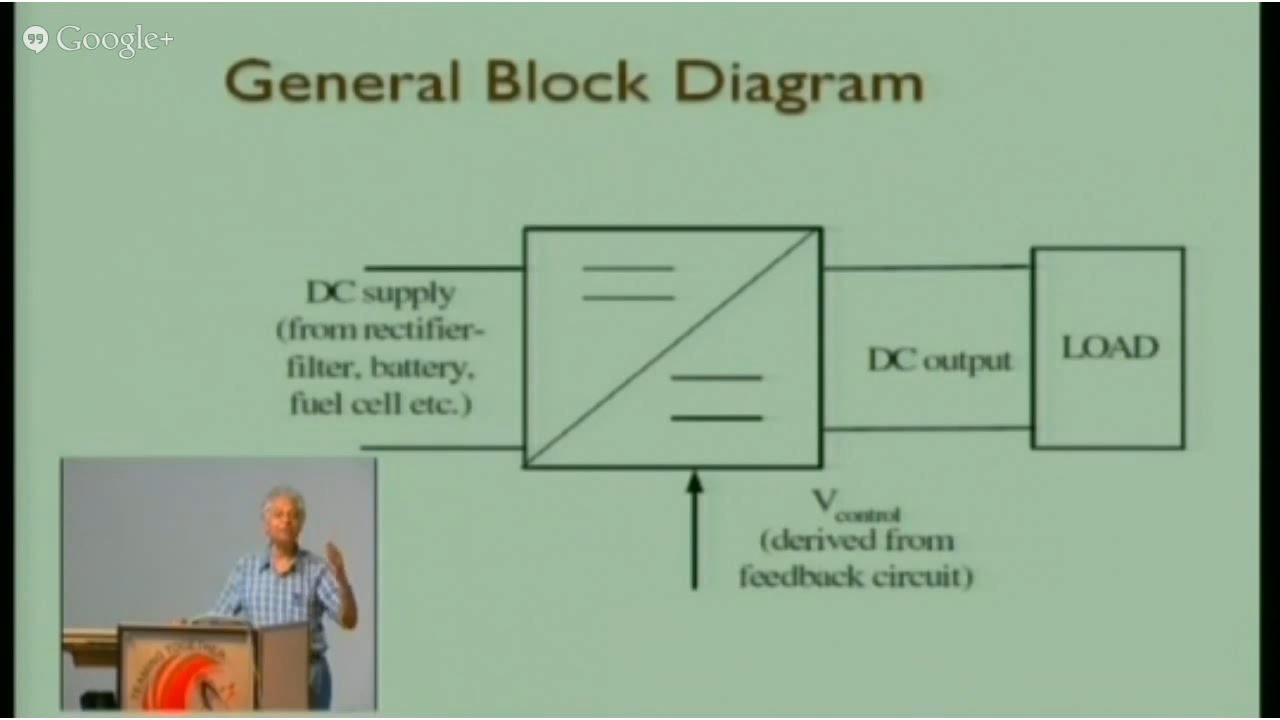 Google+
General Block Diagram
DC supply
(from rectifier-
filter, battery,
fuel cell etc.)
DC output
LOAD
Vcontrol
(derived from
feedback circuit)
TOGETHER